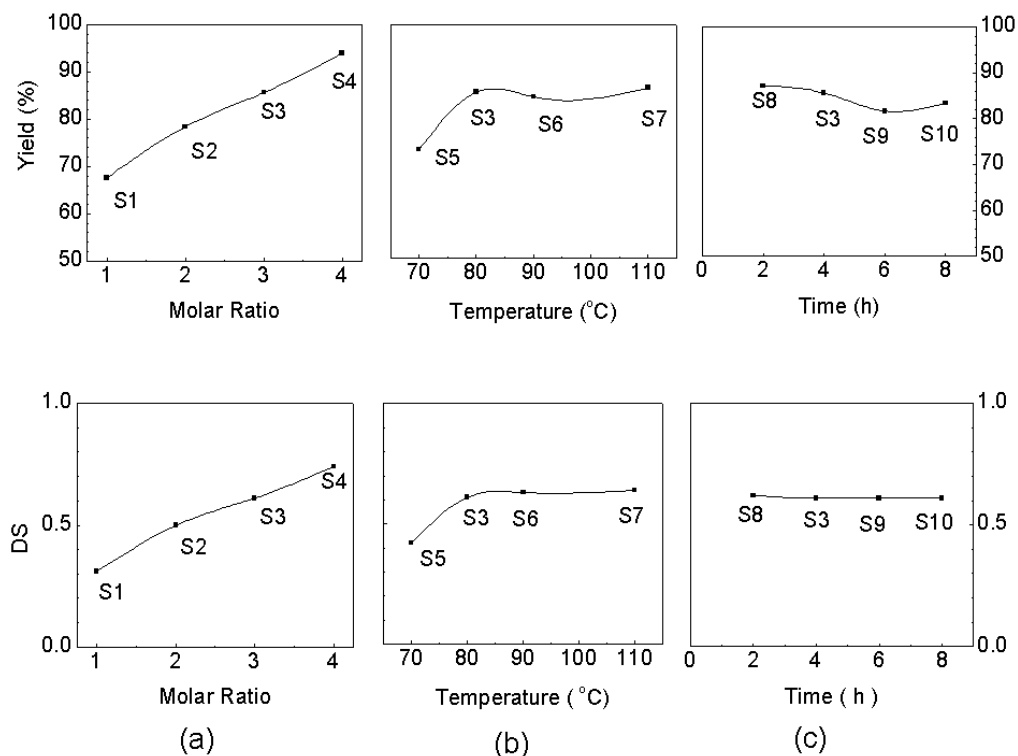 100
90
80
70
60
50
Yield (%)
S1
S2
S3
S4
1 2 3 4
Molar Ratio
S5
S3
S6
S7
70 80 90 100 110
Temperature (°C)
S8
S3
S9
S10
100
90
80
70
60
50
0 2 4 6 8
Time (h)
1.0
0.5
0.0
DS
S1
S2
S3
S4
1 2 3 4
Molar Ratio
S5
S3
S6
S7
70 80 90 100 110
Temperature ( °C)
S8
S3
S9
S10
1.0
0.5
0.0
0 2 4 6 8
Time ( h )
(a) (b) (c)